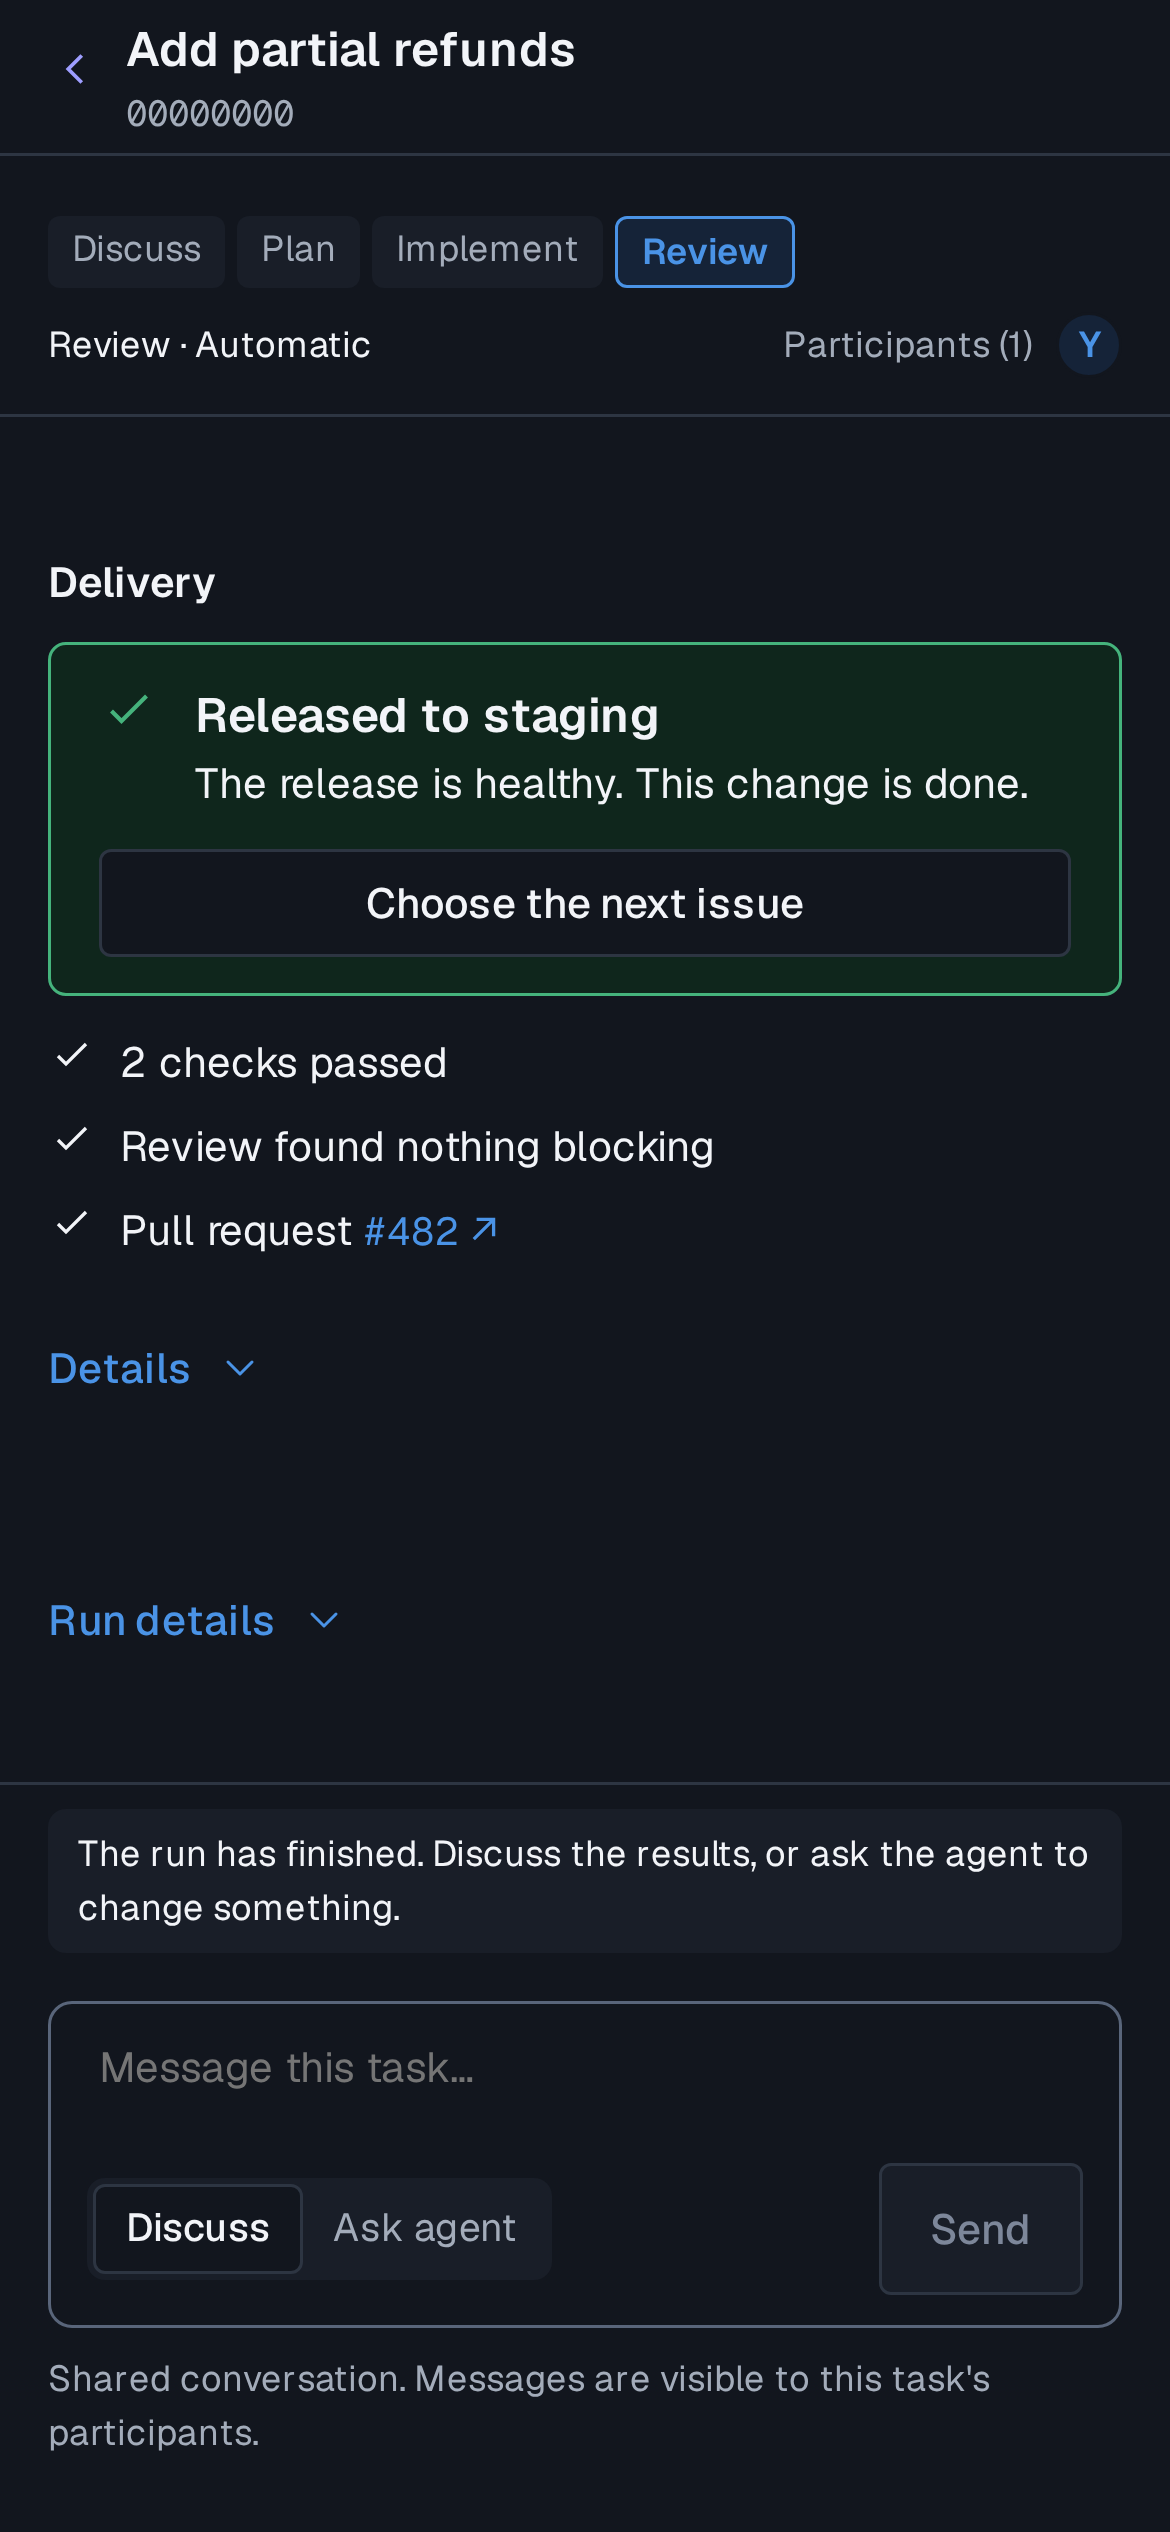 Add partial refunds
00000000
Discuss
Plan
Implement
Review
Review · Automatic
Participants (1)
Y
Delivery
Released to staging
The release is healthy. This change is done.
Choose the next issue
2 checks passed
Review found nothing blocking
Pull request #482 ↗
Details
Run details
The run has finished. Discuss the results, or ask the agent to
change something.
Message this task...
Discuss
Ask agent
Send
Shared conversation. Messages are visible to this task's
participants.